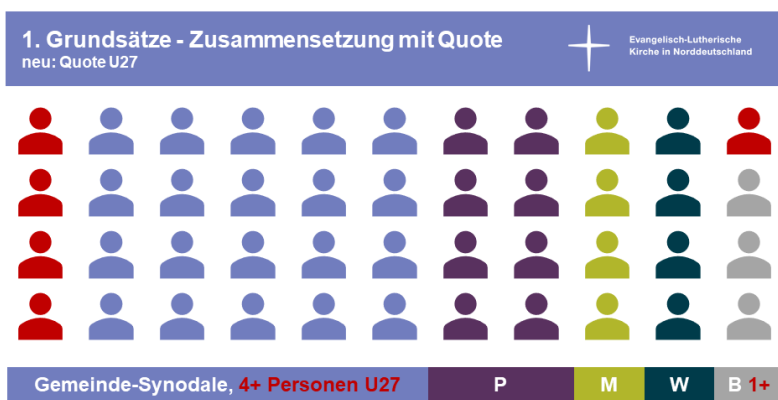 1. Grundsätze - Zusammensetzung mit Quote
neu: Quote U27
Evangelisch-Lutherische
Kirche in Norddeutschland
Gemeinde-Synodale, 4+ Personen U27
P
M
W
B 1+